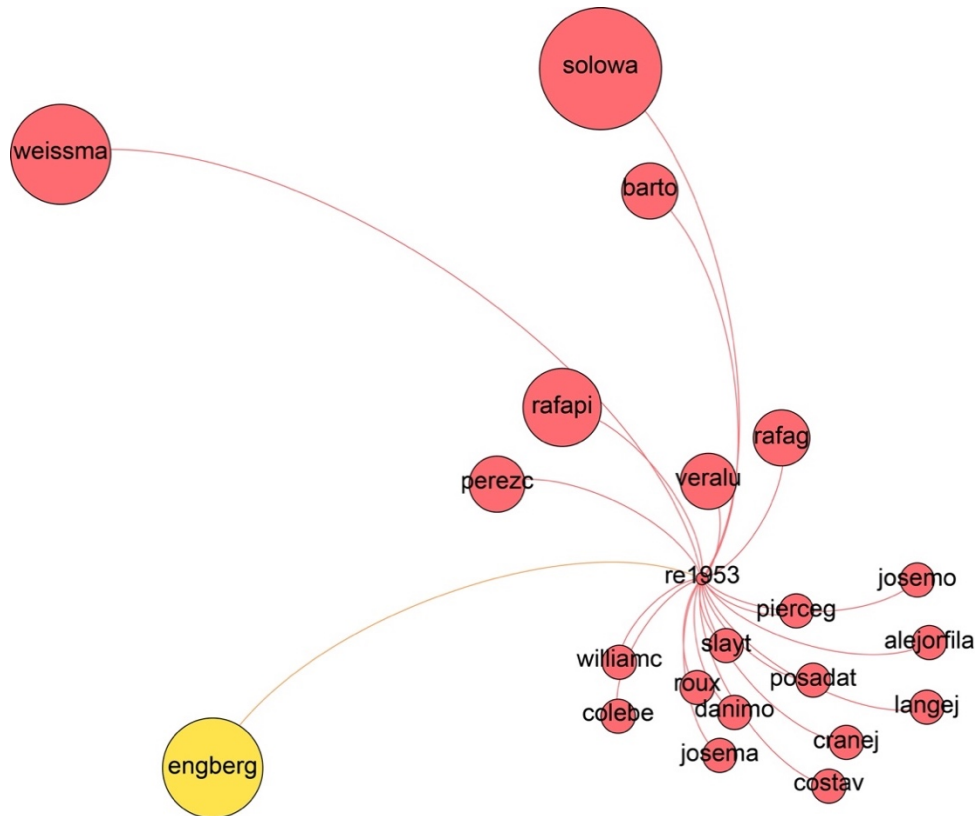 solowa
weissma
barto
rafapi
rafag
perezc
veralu
re1953
josemo
pierceg
alejorfila
slayt
williamc
posadat
roux
langej
colebe
danimo
cranej
josema
engberg
costav